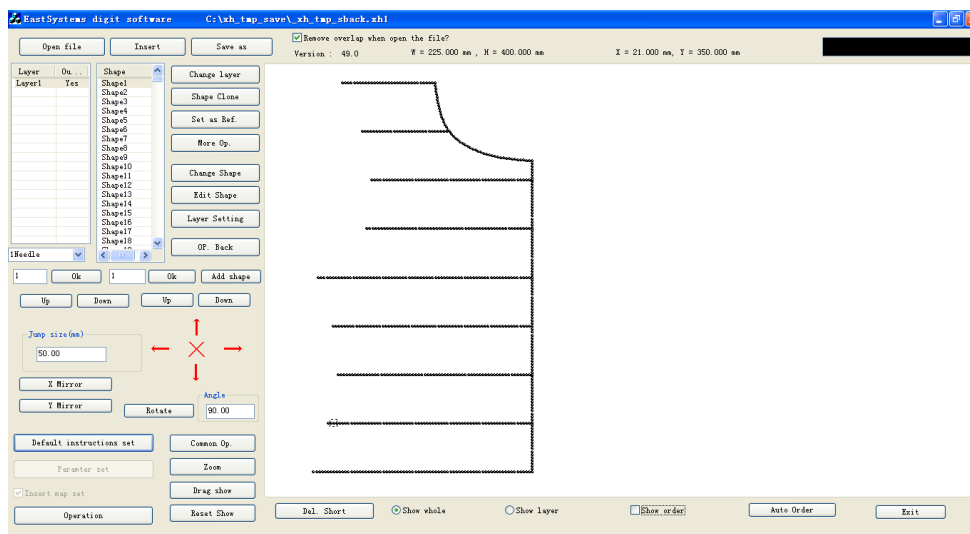 EastSystems digit software C:\xh_tmp_save\_xh_tmp_sback.xh1
Open file Insert Save as
Remove overlap when open the file?
Version : 49.0 W = 225.000 mm , H = 400.000 mm X = 21.000 mm, Y = 350.000 mm
Layer Ou... Shape
Layer1 Yes Shape1
Shape2
Shape3
Shape4
Shape5
Shape6
Shape7
Shape8
Shape9
Shape10
Shape11
Shape12
Shape13
Shape14
Shape15
Shape16
Shape17
Shape18
Change layer
Shape Clone
Set as Ref.
More Op.
Change Shape
Edit Shape
Layer Setting
OP. Back
1Needle
1 Ok 1 Ok Add shape
Up Down Up Down
Jump size(mm)
50.00
X Mirror
Y Mirror
Rotate
Angle
90.00
Default instructions set
Common Op.
Paramter set
Zoom
Insert map set
Drag show
Operation
Reset Show
Del. Short Show whole Show layer Show order Auto Order Exit